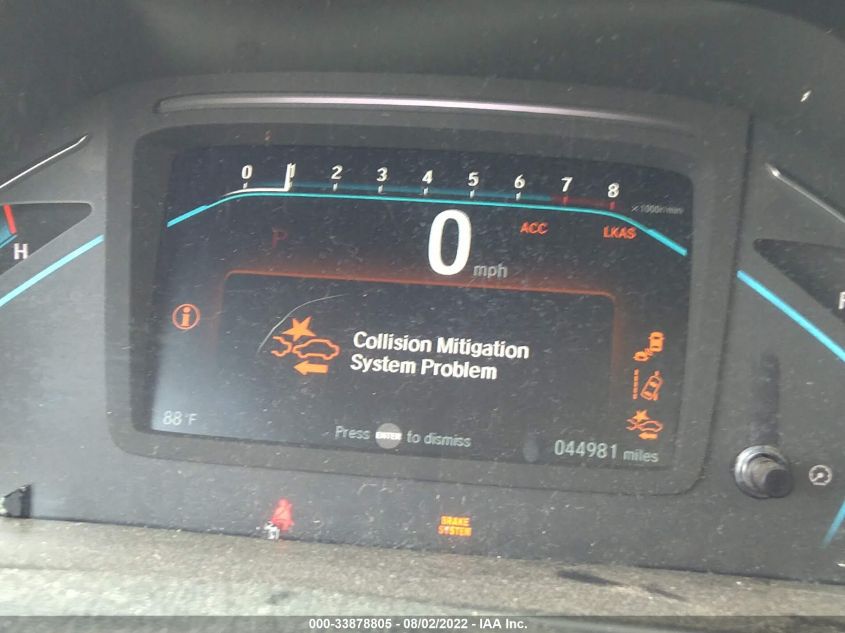 0 1 2 3 4 5 6 7 8
×1000r/min
H
P
0 mph
ACC
LKAS
i
Collision Mitigation
System Problem
88°F
Press ENTER to dismiss
044981 miles
BRAKE
SYSTEM
000-33878805 - 08/02/2022 - IAA Inc.